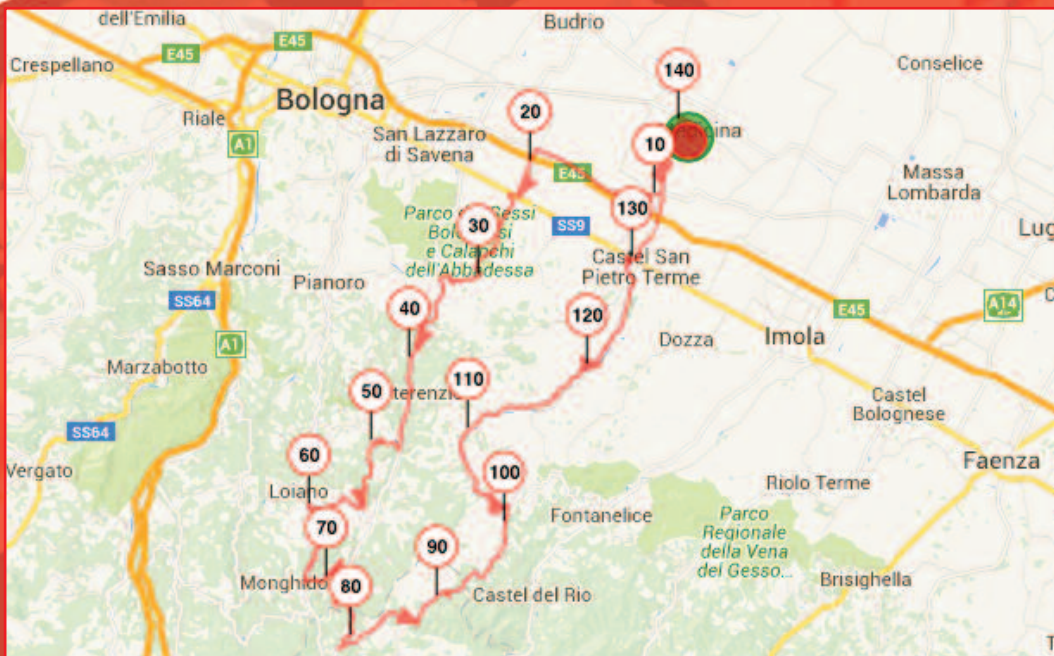 dell'Emilia
Budrio
E45
E45
Crespellano
140
Conselice
Bologna
20
Riale
San Lazzaro
di Savena
A1
10
E45
Massa
Lombarda
130
Parco
30
SS9
e Calanchi
dell'Abbadessa
Castel San
Pietro Terme
Sasso Marconi
Pianoro
SS64
40
120
E45
A14
Imola
Dozza
A1
Marzabotto
110
50
Castel
Bolognese
SS64
60
Vergato
100
Faenza
Loiano
Riolo Terme
Fontanelice
70
Parco
Regionale
della Vena
del Gesso...
90
80
Castel del Rio
Brisighella